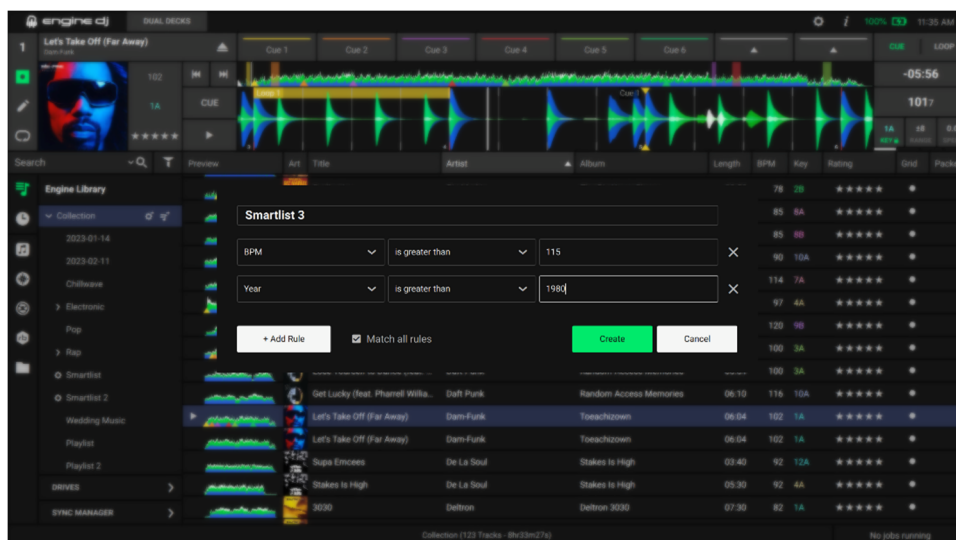 engine dj DUAL DECKS 100% 11:35 AM
1 Let's Take Off (Far Away)
Dam-Funk
Cue 1 Cue 2 Cue 3 Cue 4 Cue 5 Cue 6 CUE LOOP
102 -05:56
Loop 1 Cue
1A CUE 1017
1A ±8 0.0
KEY RANGE
Search Preview Art Title Artist Album Length BPM Key Rating Grid Packe
Engine Library 78 2B
Collection 85 8A
2023-01-14 85 8B
2023-02-11 90 10A
Chillwave 114 7A
Electronic 97 4A
Pop 120 9B
Rap 100 3A
Smartlist 100 3A
Smartlist 3
BPM is greater than 115
Year is greater than 1980
+ Add Rule Match all rules Create Cancel
Smartlist 2 Get Lucky (feat. Pharrell Willia... Daft Punk Random Access Memories 06:10 116 10A
Wedding Music Let's Take Off (Far Away) Dam-Funk Toeachizown 06:04 102 1A
Playlist Let's Take Off (Far Away) Dam-Funk Toeachizown 06:04 102 1A
Playlist 2 Supa Emcees De La Soul Stakes Is High 03:40 92 12A
DRIVES Stakes Is High De La Soul Stakes Is High 05:30 92 4A
SYNC MANAGER 3030 Deltron Deltron 3030 07:30 82 1A
Collection (123 Tracks - 8hr33m27s) No jobs running